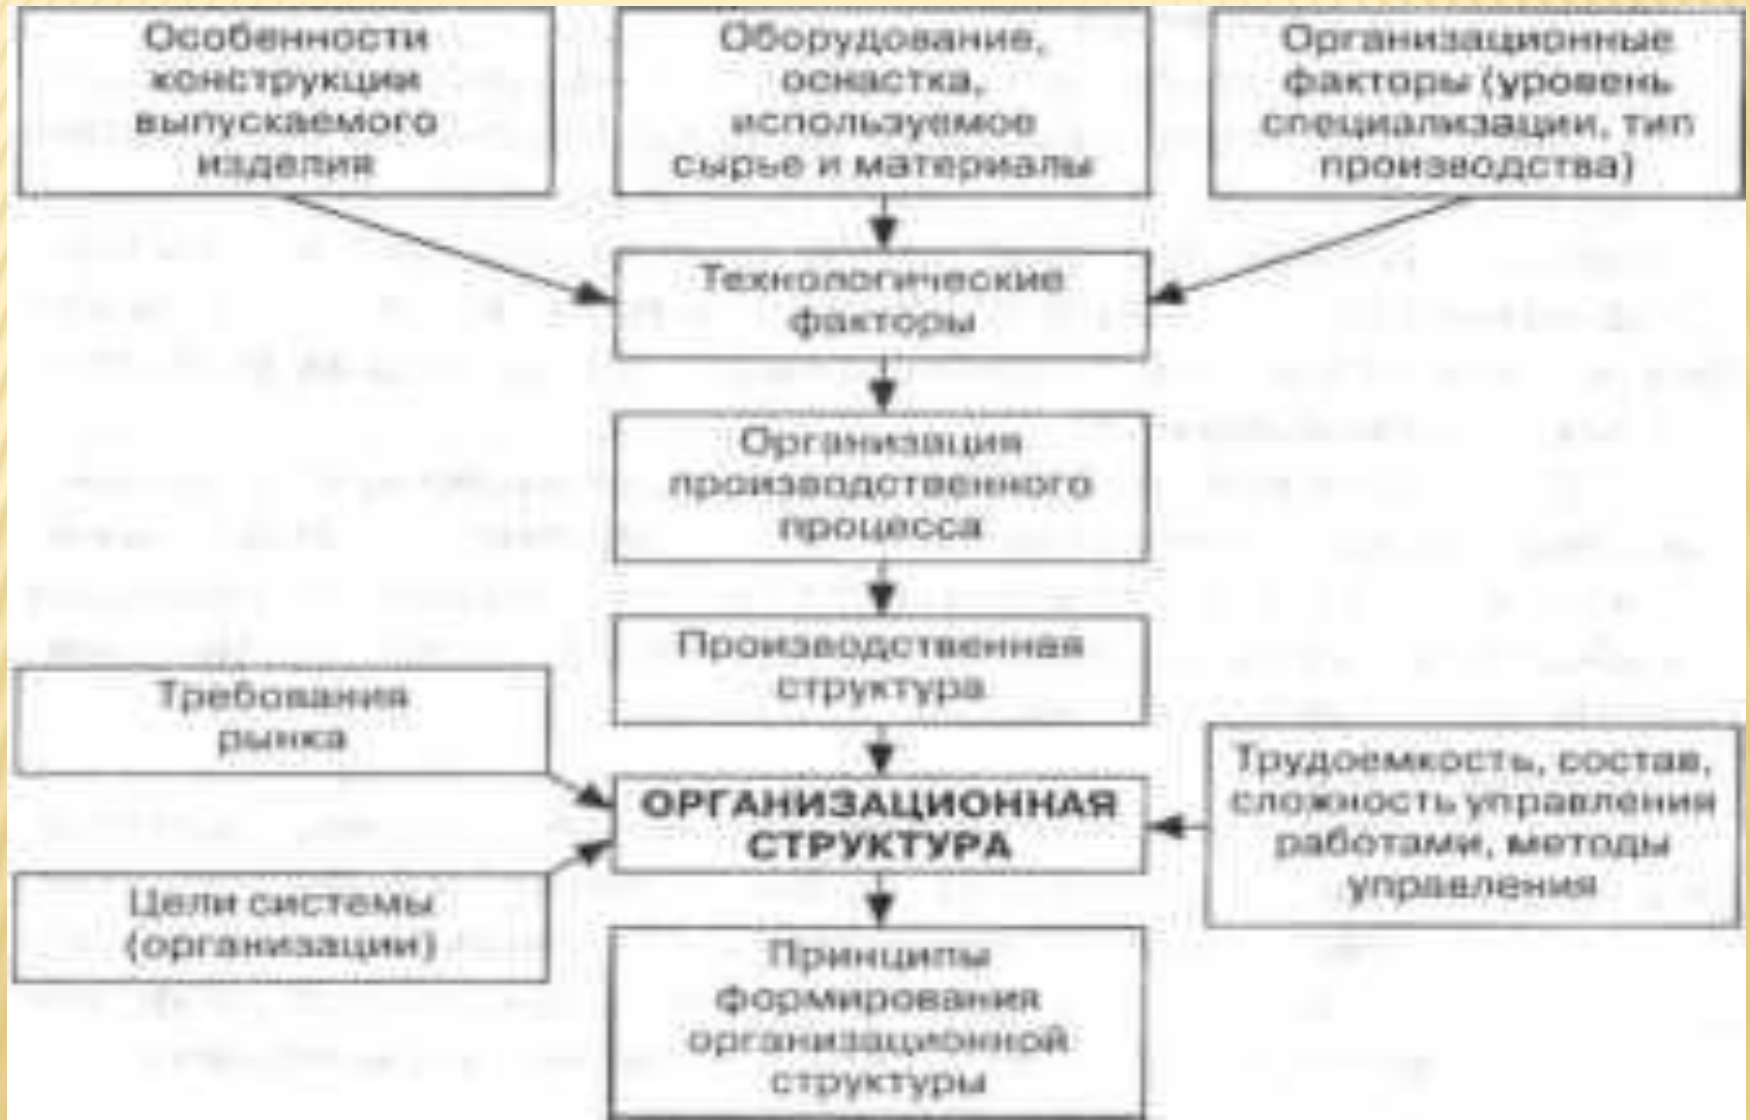 Особенности
конструкции
выпускаемого
изделия
Оборудование,
оснастка,
используемое
сырье и материалы
Организационные
факторы (уровень
специализации, тип
производства)
Технологические
факторы
Организация
производственного
процесса
Производственная
структура
Требования
рынка
ОРГАНИЗАЦИОННАЯ
СТРУКТУРА
Трудоемкость, состав,
сложность управления
работами, методы
управления
Цели системы
(организации)
Принципы
формирования
организационной
структуры